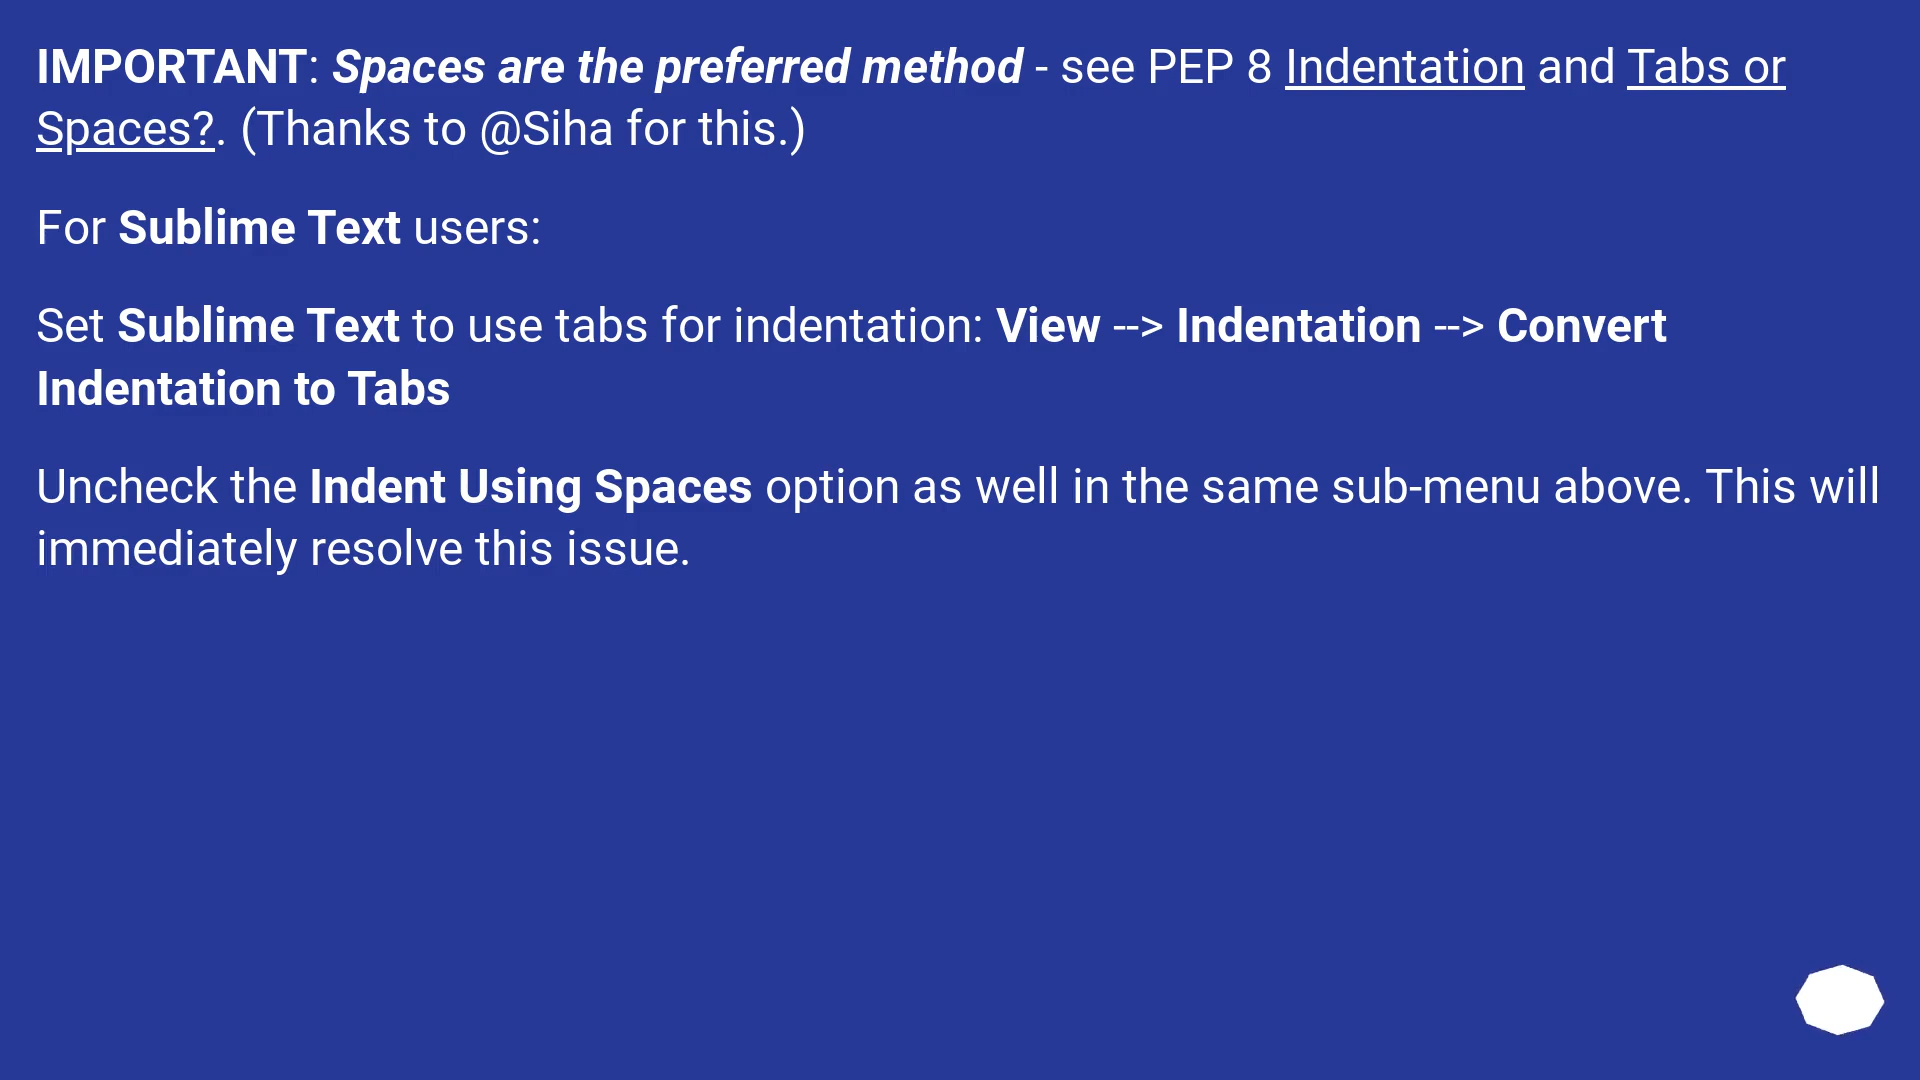 IMPORTANT: Spaces are the preferred method - see PEP 8 Indentation and Tabs or
Spaces?. (Thanks to @Siha for this.)
For Sublime Text users:
Set Sublime Text to use tabs for indentation: View --> Indentation --> Convert
Indentation to Tabs
Uncheck the Indent Using Spaces option as well in the same sub-menu above. This will
immediately resolve this issue.